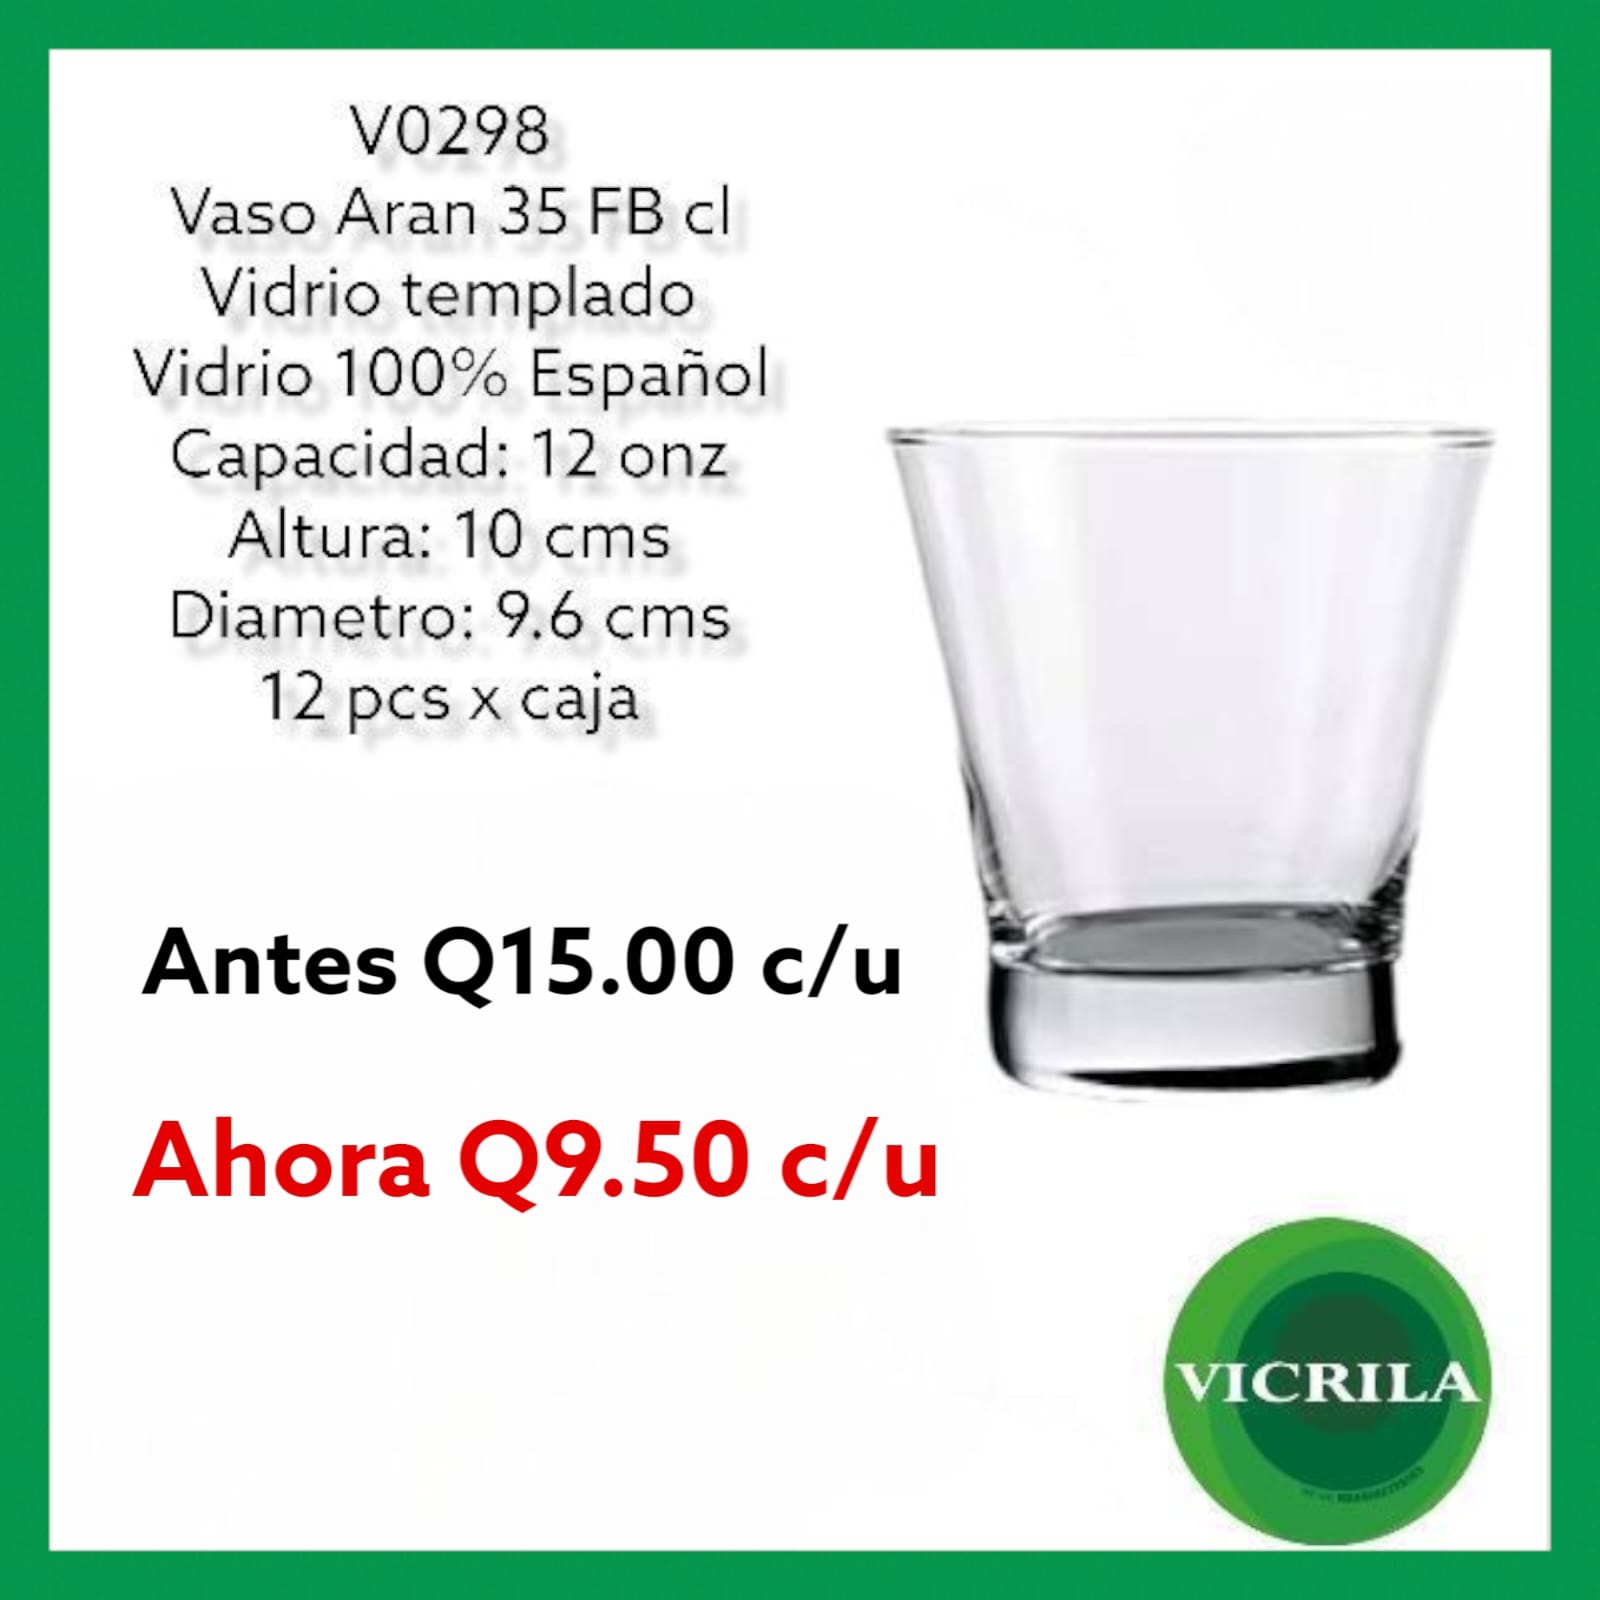 V0298
Vaso Aran 35 FB cl
Vidrio templado
Vidrio 100% Español
Capacidad: 12 onz
Altura: 10 cms
Diametro: 9.6 cms
12 pcs x caja
Antes Q15.00 c/u
Ahora Q9.50 c/u
VICRILA